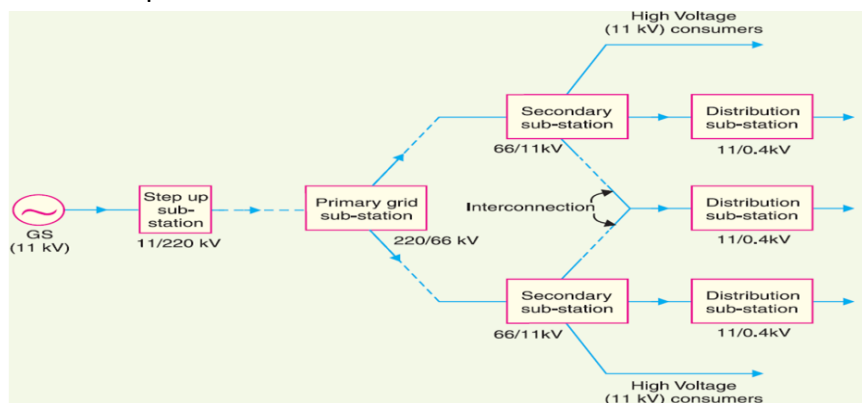 High Voltage
(11 kV) consumers
Secondary
sub-station
66/11kV
Distribution
sub-station
11/0.4kV
Step up
sub-
station
11/220 kV
GS
(11 kV)
Primary grid
sub-station
220/66 kV
Interconnection
Distribution
sub-station
11/0.4kV
Secondary
sub-station
66/11kV
Distribution
sub-station
11/0.4kV
High Voltage
(11 kV) consumers